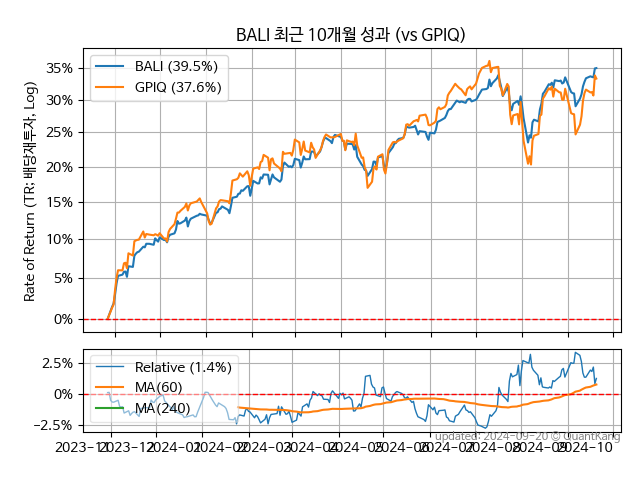 BALI 최근 10개월 성과 (vs GPIQ)
BALI (39.5%)
GPIQ (37.6%)
Rate of Return (TR: 배당재투자, Log)
35%
30%
25%
20%
15%
10%
5%
0%
Relative (1.4%)
MA(60)
MA(240)
2.5%
0%
−2.5%
2023−11 2023−12 2024−01 2024−02 2024−03 2024−04 2024−05 2024−06 2024−07 2024−08 2024−09 2024−10
updated: 2024-09-20 © QuantKang